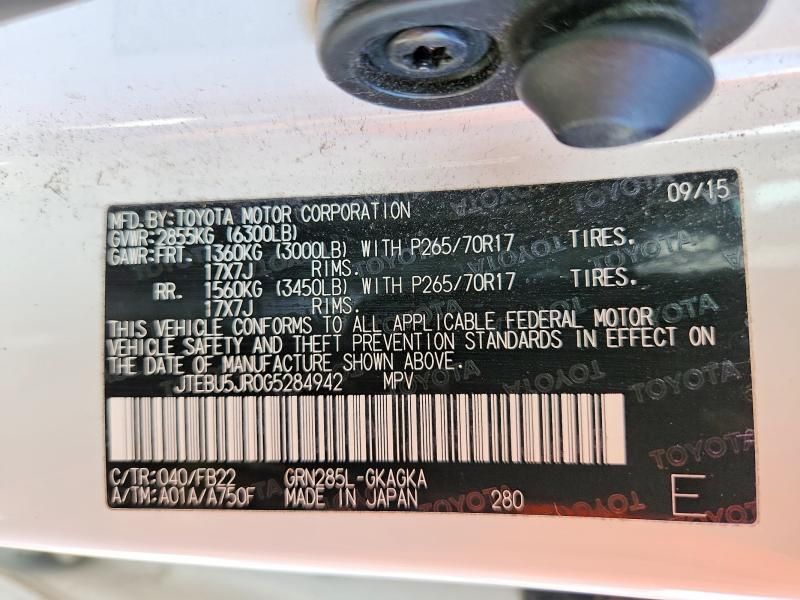 MFD.BY:TOYOTA MOTOR CORPORATION 09/15
GVWR:2855KG (6300LB)
GAWR:FRT. 1360KG (3000LB) WITH P265/70R17 TIRES.
17X7J RIMS.
RR. 1560KG (3450LB) WITH P265/70R17 TIRES.
17X7J RIMS.
THIS VEHICLE CONFORMS TO ALL APPLICABLE FEDERAL MOTOR
VEHICLE SAFETY AND THEFT PREVENTION STANDARDS IN EFFECT ON
THE DATE OF MANUFACTURE SHOWN ABOVE.
JTEBU5JR0G5284942 MPV
C/TR:040/FB22 GRN285L-GKAGKA
A/TM:A01A/A750F MADE IN JAPAN 280 E